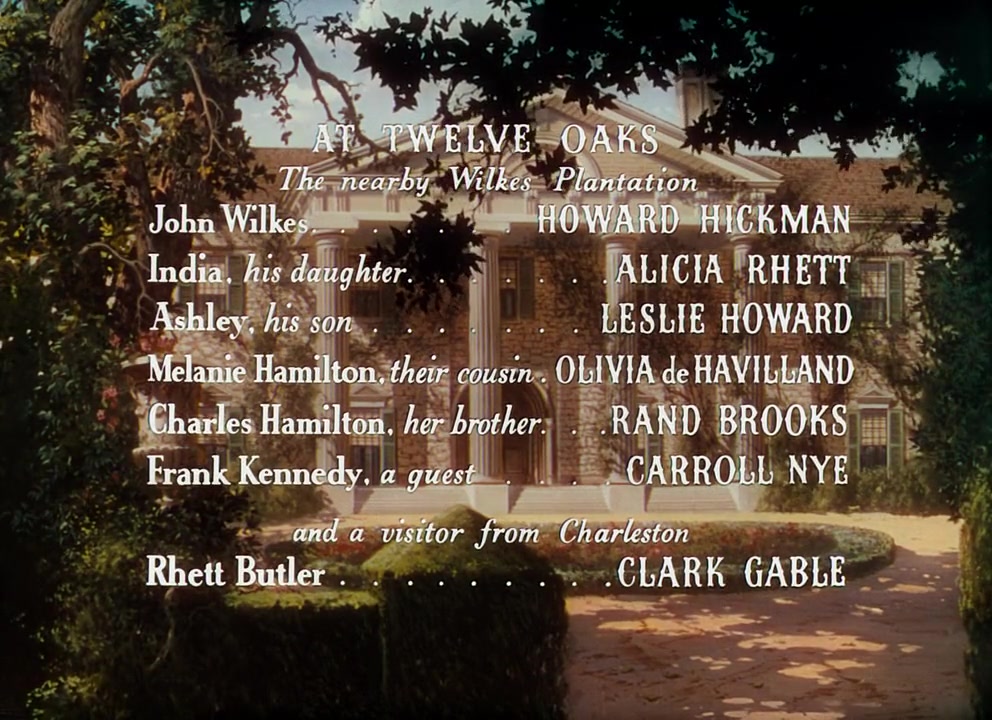 AT TWELVE OAKS
The nearby Wilkes Plantation
John Wilkes. . . . . . . HOWARD HICKMAN
India, his daughter. . . . . . .ALICIA RHETT
Ashley, his son . . . . . . . LESLIE HOWARD
Melanie Hamilton, their cousin . OLIVIA de HAVILLAND
Charles Hamilton, her brother. . .RAND BROOKS
Frank Kennedy, a guest . . . . CARROLL NYE
and a visitor from Charleston
Rhett Butler . . . . . . . . . .CLARK GABLE